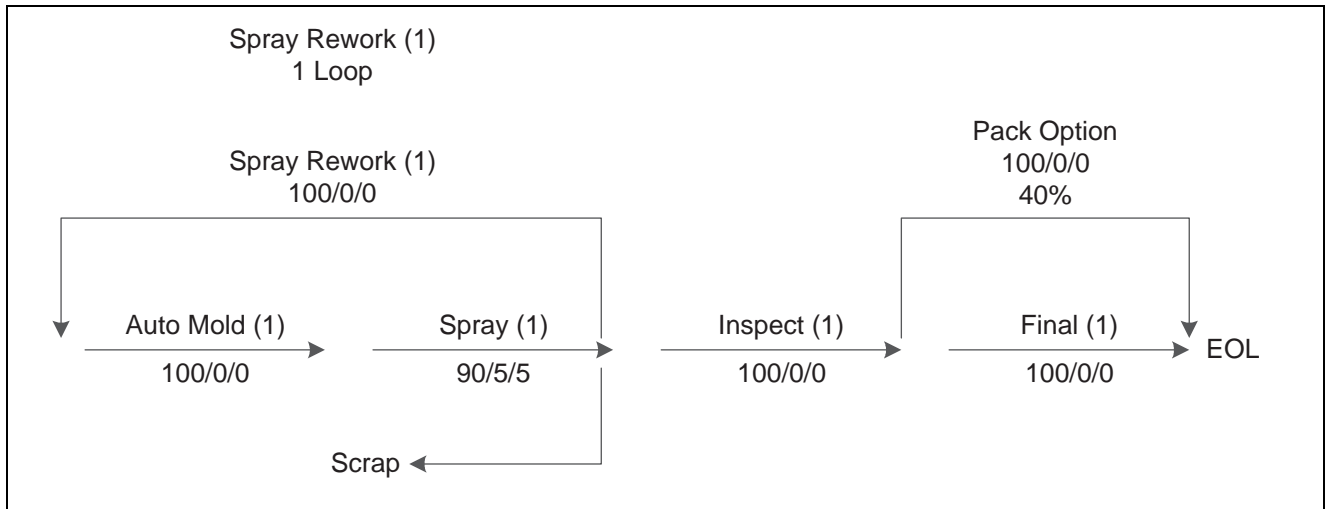 Spray Rework (1)
1 Loop
Pack Option
100/0/0
40%
Spray Rework (1)
100/0/0
Auto Mold (1)
Spray (1)
Inspect (1)
Final (1)
EOL
100/0/0
90/5/5
100/0/0
100/0/0
Scrap